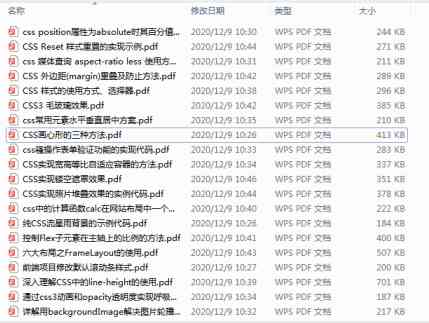 名称 修改日期 类型 大小
css position属性为absolute时其百分值... 2020/12/9 10:30 WPS PDF 文档 244 KB
CSS Reset 样式重置的实现示例.pdf 2020/12/9 10:44 WPS PDF 文档 271 KB
css 媒体查询 aspect-ratio less 使用方... 2020/12/9 10:31 WPS PDF 文档 211 KB
CSS 外边距(margin)重叠及防止方法.pdf 2020/12/9 10:42 WPS PDF 文档 289 KB
CSS 样式的使用方式、选择器.pdf 2020/12/9 10:38 WPS PDF 文档 296 KB
CSS3 毛玻璃效果.pdf 2020/12/9 10:42 WPS PDF 文档 385 KB
css常用元素水平垂直居中方案.pdf 2020/12/9 10:35 WPS PDF 文档 210 KB
CSS画心形的三种方法.pdf 2020/12/9 10:26 WPS PDF 文档 413 KB
css碰操作表单验证功能的实现代码.pdf 2020/12/9 10:33 WPS PDF 文档 283 KB
CSS实现宽高等比自适应容器的方法.pdf 2020/12/9 10:34 WPS PDF 文档 337 KB
CSS实现镂空遮罩效果.pdf 2020/12/9 10:46 WPS PDF 文档 351 KB
CSS实现照片堆叠效果的实例代码.pdf 2020/12/9 10:44 WPS PDF 文档 378 KB
css中的计算函数calc在网站布局中一个... 2020/12/9 10:40 WPS PDF 文档 222 KB
纯CSS流星雨背景的示例代码.pdf 2020/12/9 10:26 WPS PDF 文档 184 KB
控制Flex子元素在主轴上的比例的方法.pdf 2020/12/9 10:41 WPS PDF 文档 400 KB
六大布局之FrameLayout的使用.pdf 2020/12/9 10:43 WPS PDF 文档 507 KB
前端项目修改默认滚动条样式.pdf 2020/12/9 10:27 WPS PDF 文档 200 KB
深入理解CSS中的line-height的使用.pdf 2020/12/9 10:39 WPS PDF 文档 701 KB
通过css3动画和opacity透明度实现呼吸... 2020/12/9 10:34 WPS PDF 文档 187 KB
详解用backgroundImage解决图片轮播... 2020/12/9 10:32 WPS PDF 文档 217 KB